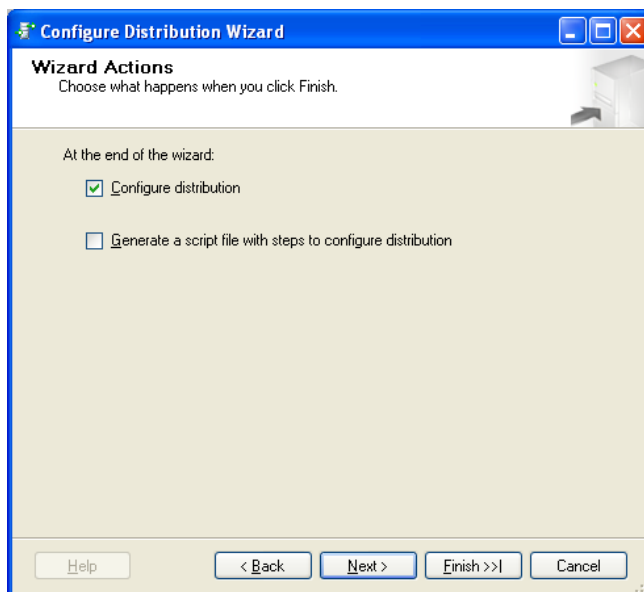 Configure Distribution Wizard
Wizard Actions
Choose what happens when you click Finish.
At the end of the wizard:
Configure distribution
Generate a script file with steps to configure distribution
Help
< Back
Next >
Finish >>|
Cancel